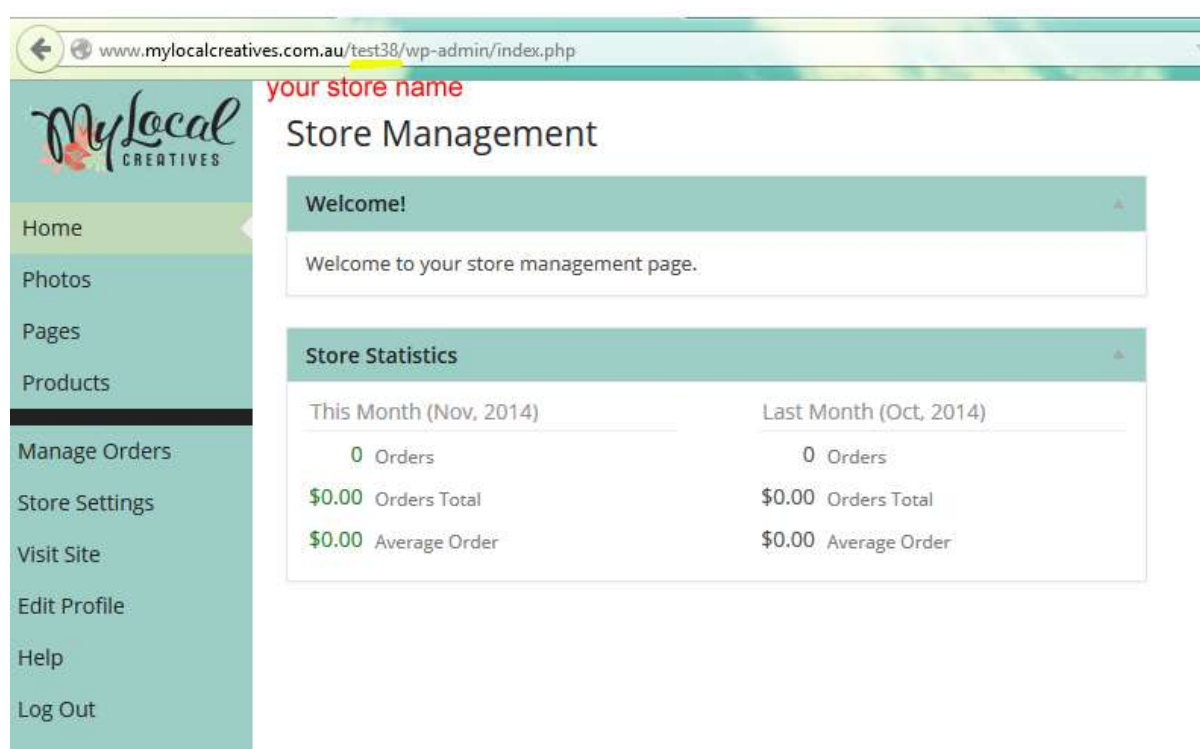 www.mylocalcreatives.com.au/test38/wp-admin/index.php
your store name
My Local
CREATIVES
Store Management
Home
Photos
Pages
Products
Manage Orders
Store Settings
Visit Site
Edit Profile
Help
Log Out
Welcome!
Welcome to your store management page.
Store Statistics
This Month (Nov, 2014) Last Month (Oct, 2014)
0 Orders 0 Orders
$0.00 Orders Total $0.00 Orders Total
$0.00 Average Order $0.00 Average Order